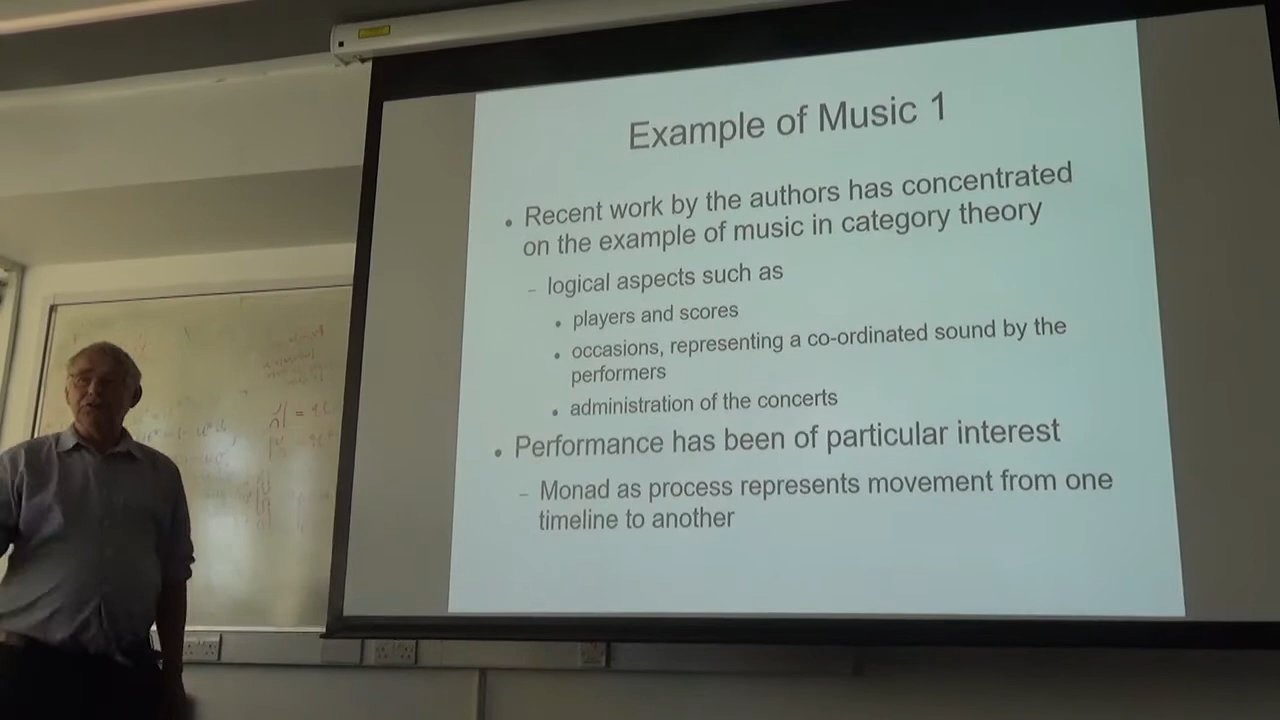 Example of Music 1
• Recent work by the authors has concentrated
on the example of music in category theory
– logical aspects such as
• players and scores
• occasions, representing a co-ordinated sound by the
performers
• administration of the concerts
• Performance has been of particular interest
– Monad as process represents movement from one
timeline to another